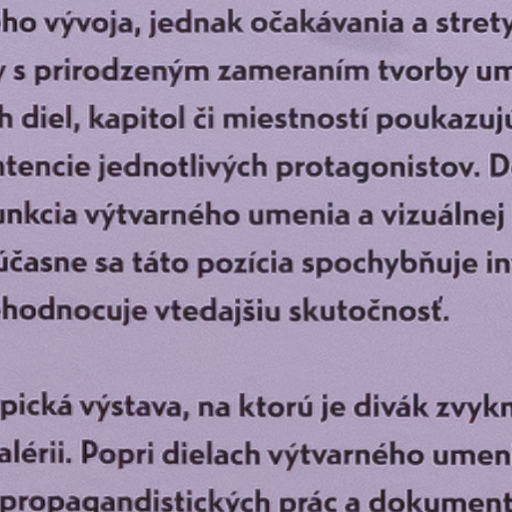 ho vývoja, jednak očakávania a strety
y s prirodzeným zameraním tvorby um
h diel, kapitol či miestností poukazujú
ntencie jednotlivých protagonistov. D
unkcia výtvarného umenia a vizuálnej
účasne sa táto pozícia spochybňuje in
hodnocuje vtedajšiu skutočnosť.
pická výstava, na ktorú je divák zvykn
alérii. Popri dielach výtvarného umen
propagandistických prác a dokument